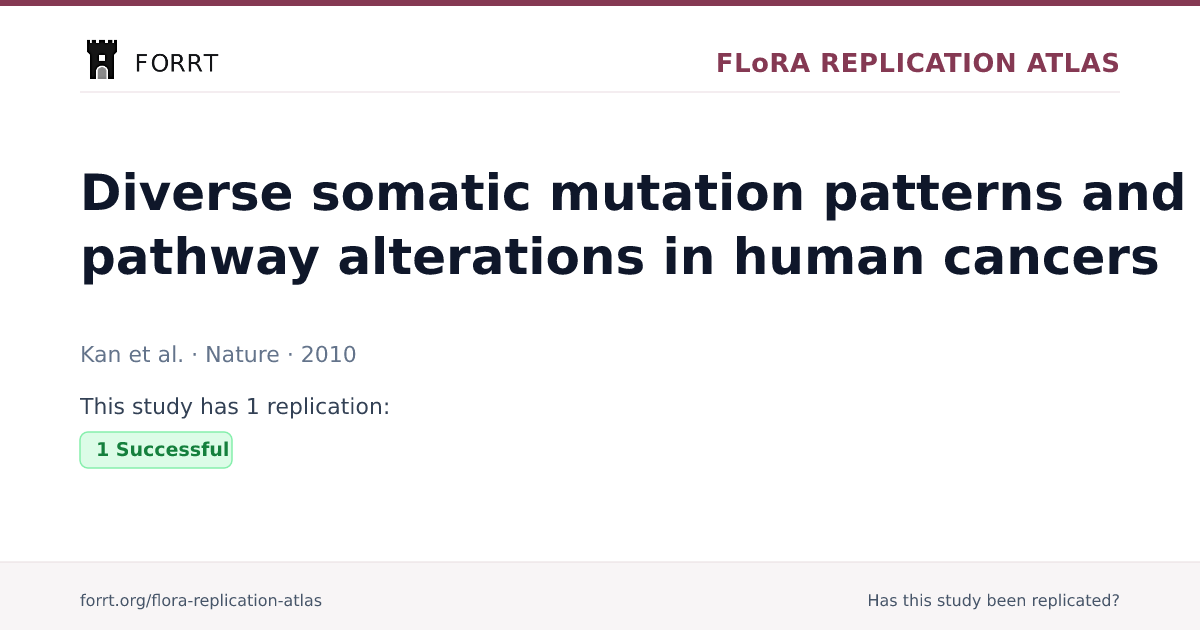 FORRT
FLoRA REPLICATION ATLAS
Diverse somatic mutation patterns and
pathway alterations in human cancers
Kan et al. · Nature · 2010
This study has 1 replication:
1 Successful
forrt.org/flora-replication-atlas
Has this study been replicated?